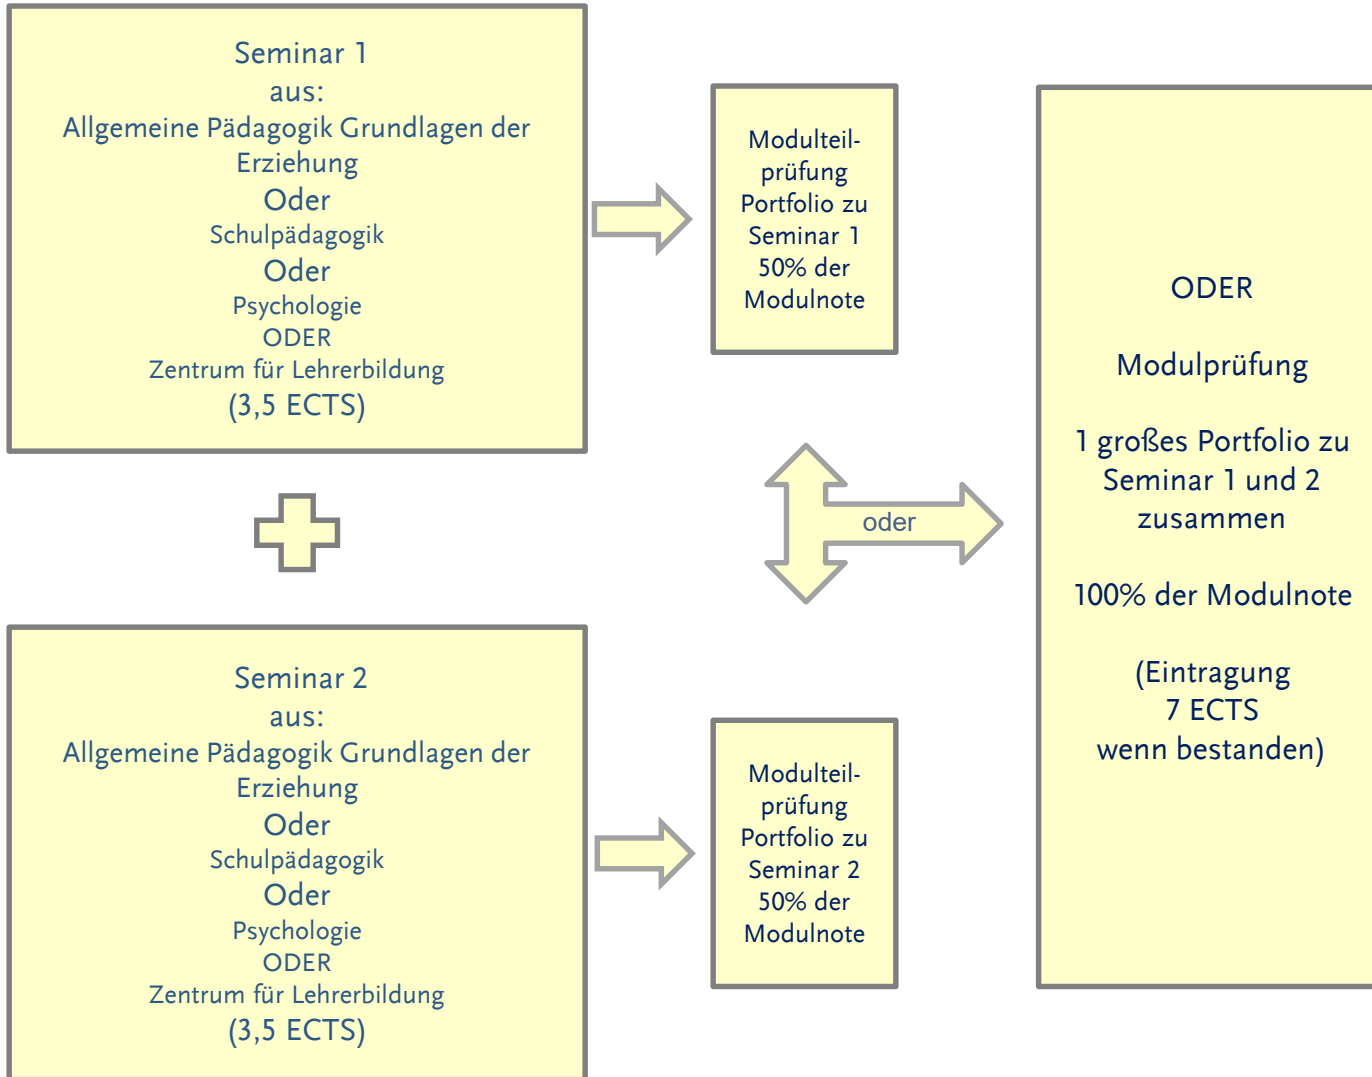 Seminar 1
aus:
Allgemeine Pädagogik Grundlagen der
Erziehung
Oder
Schulpädagogik
Oder
Psychologie
ODER
Zentrum für Lehrerbildung
(3,5 ECTS)
Modulteil-
prüfung
Portfolio zu
Seminar 1
50% der
Modulnote
oder
Seminar 2
aus:
Allgemeine Pädagogik Grundlagen der
Erziehung
Oder
Schulpädagogik
Oder
Psychologie
ODER
Zentrum für Lehrerbildung
(3,5 ECTS)
Modulteil-
prüfung
Portfolio zu
Seminar 2
50% der
Modulnote
ODER
Modulprüfung
1 großes Portfolio zu
Seminar 1 und 2
zusammen
100% der Modulnote
(Eintragung
7 ECTS
wenn bestanden)